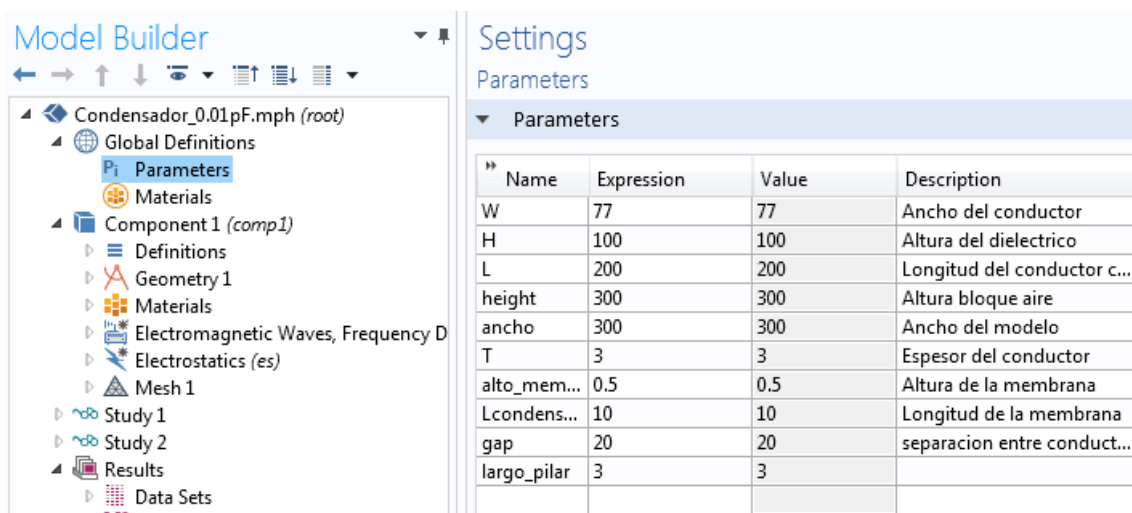 Model Builder
Condensador_0.01pF.mph (root)
Global Definitions
Pi Parameters
Materials
Component 1 (comp1)
Definitions
Geometry 1
Materials
Electromagnetic Waves, Frequency D
Electrostatics (es)
Mesh 1
Study 1
Study 2
Results
Data Sets
Settings
Parameters
Parameters
Name Expression Value Description
W 77 77 Ancho del conductor
H 100 100 Altura del dielectrico
L 200 200 Longitud del conductor c...
height 300 300 Altura bloque aire
ancho 300 300 Ancho del modelo
T 3 3 Espesor del conductor
alto_mem... 0.5 0.5 Altura de la membrana
Lcondens... 10 10 Longitud de la membrana
gap 20 20 separacion entre conduct...
largo_pilar 3 3